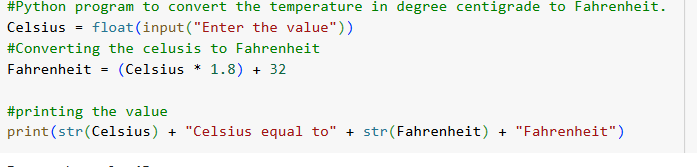 #Python program to convert the temperature in degree centigrade to Fahrenheit.
Celsius = float(input("Enter the value"))
#Converting the celusis to Fahrenheit
Fahrenheit = (Celsius * 1.8) + 32
#printing the value
print(str(Celsius) + "Celsius equal to" + str(Fahrenheit) + "Fahrenheit")